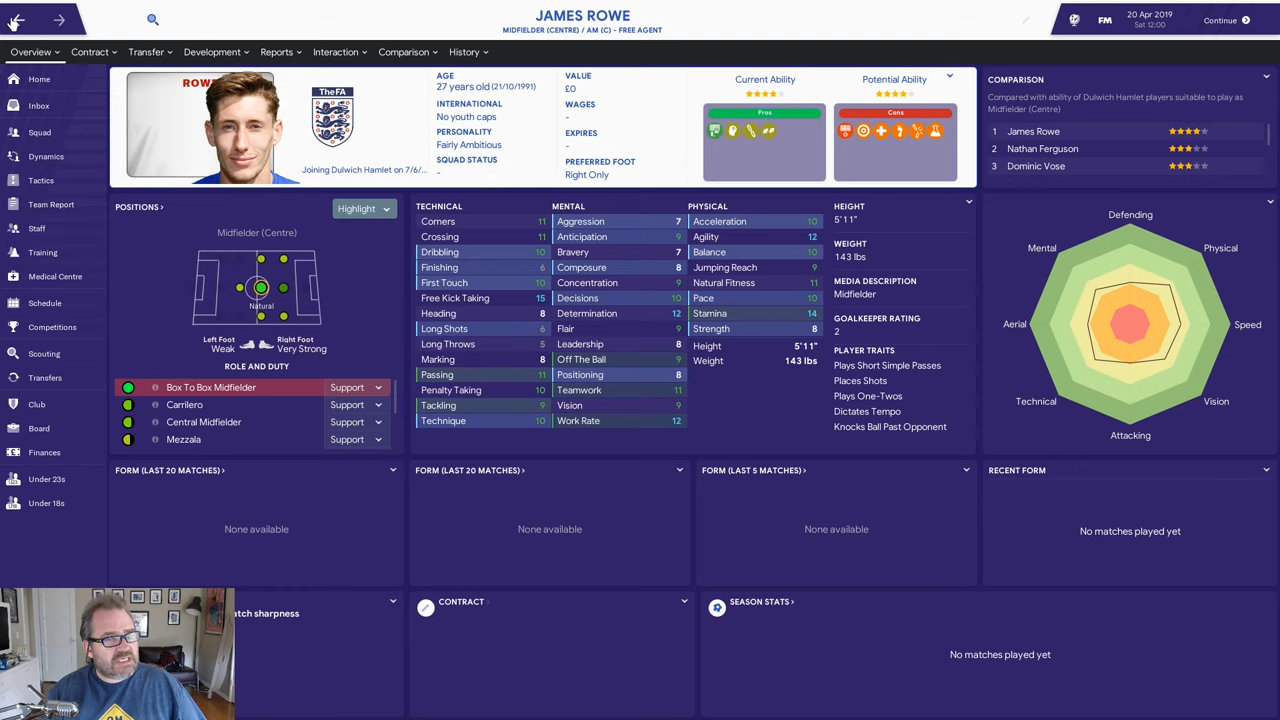 JAMES ROWE
MIDFIELDER (CENTRE) / AM (C) - FREE AGENT
FM
20 Apr 2019
Sat 12:00
Continue
Overview
Contract
Transfer
Development
Reports
Interaction
Comparison
History
Home
Inbox
Squad
Dynamics
Tactics
Team Report
Staff
Training
Medical Centre
Schedule
Competitions
Scouting
Transfers
Club
Board
Finances
Under 23s
Under 18s
ROWE
TheFA
Joining Dulwich Hamlet on 7/6/...
AGE
27 years old (21/10/1991)
INTERNATIONAL
No youth caps
PERSONALITY
Fairly Ambitious
SQUAD STATUS
-
VALUE
£0
WAGES
-
EXPIRES
-
PREFERRED FOOT
Right Only
Current Ability
Pros
Potential Ability
Cons
COMPARISON
Compared with ability of Dulwich Hamlet players suitable to play as
Midfielder (Centre)
1 James Rowe
2 Nathan Ferguson
3 Dominic Vose
POSITIONS
Highlight
Midfielder (Centre)
Natural
Left Foot
Weak
Right Foot
Very Strong
ROLE AND DUTY
Box To Box Midfielder Support
Carrilero Support
Central Midfielder Support
Mezzala Support
TECHNICAL
Corners 11
Crossing 11
Dribbling 10
Finishing 6
First Touch 10
Free Kick Taking 15
Heading 8
Long Shots 6
Long Throws 5
Marking 8
Passing 11
Penalty Taking 10
Tackling 9
Technique 10
MENTAL
Aggression 7
Anticipation 9
Bravery 7
Composure 8
Concentration 9
Decisions 10
Determination 12
Flair 9
Leadership 8
Off The Ball 9
Positioning 8
Teamwork 11
Vision 9
Work Rate 12
PHYSICAL
Acceleration 10
Agility 12
Balance 10
Jumping Reach 9
Natural Fitness 11
Pace 10
Stamina 14
Strength 8
Height 5'11"
Weight 143 lbs
HEIGHT
5'11"
WEIGHT
143 lbs
MEDIA DESCRIPTION
Midfielder
GOALKEEPER RATING
2
PLAYER TRAITS
Plays Short Simple Passes
Places Shots
Plays One-Twos
Dictates Tempo
Knocks Ball Past Opponent
Defending
Physical
Speed
Vision
Attacking
Technical
Aerial
Mental
FORM (LAST 20 MATCHES)
None available
FORM (LAST 20 MATCHES)
None available
FORM (LAST 5 MATCHES)
None available
RECENT FORM
No matches played yet
atch sharpness
CONTRACT
SEASON STATS
No matches played yet